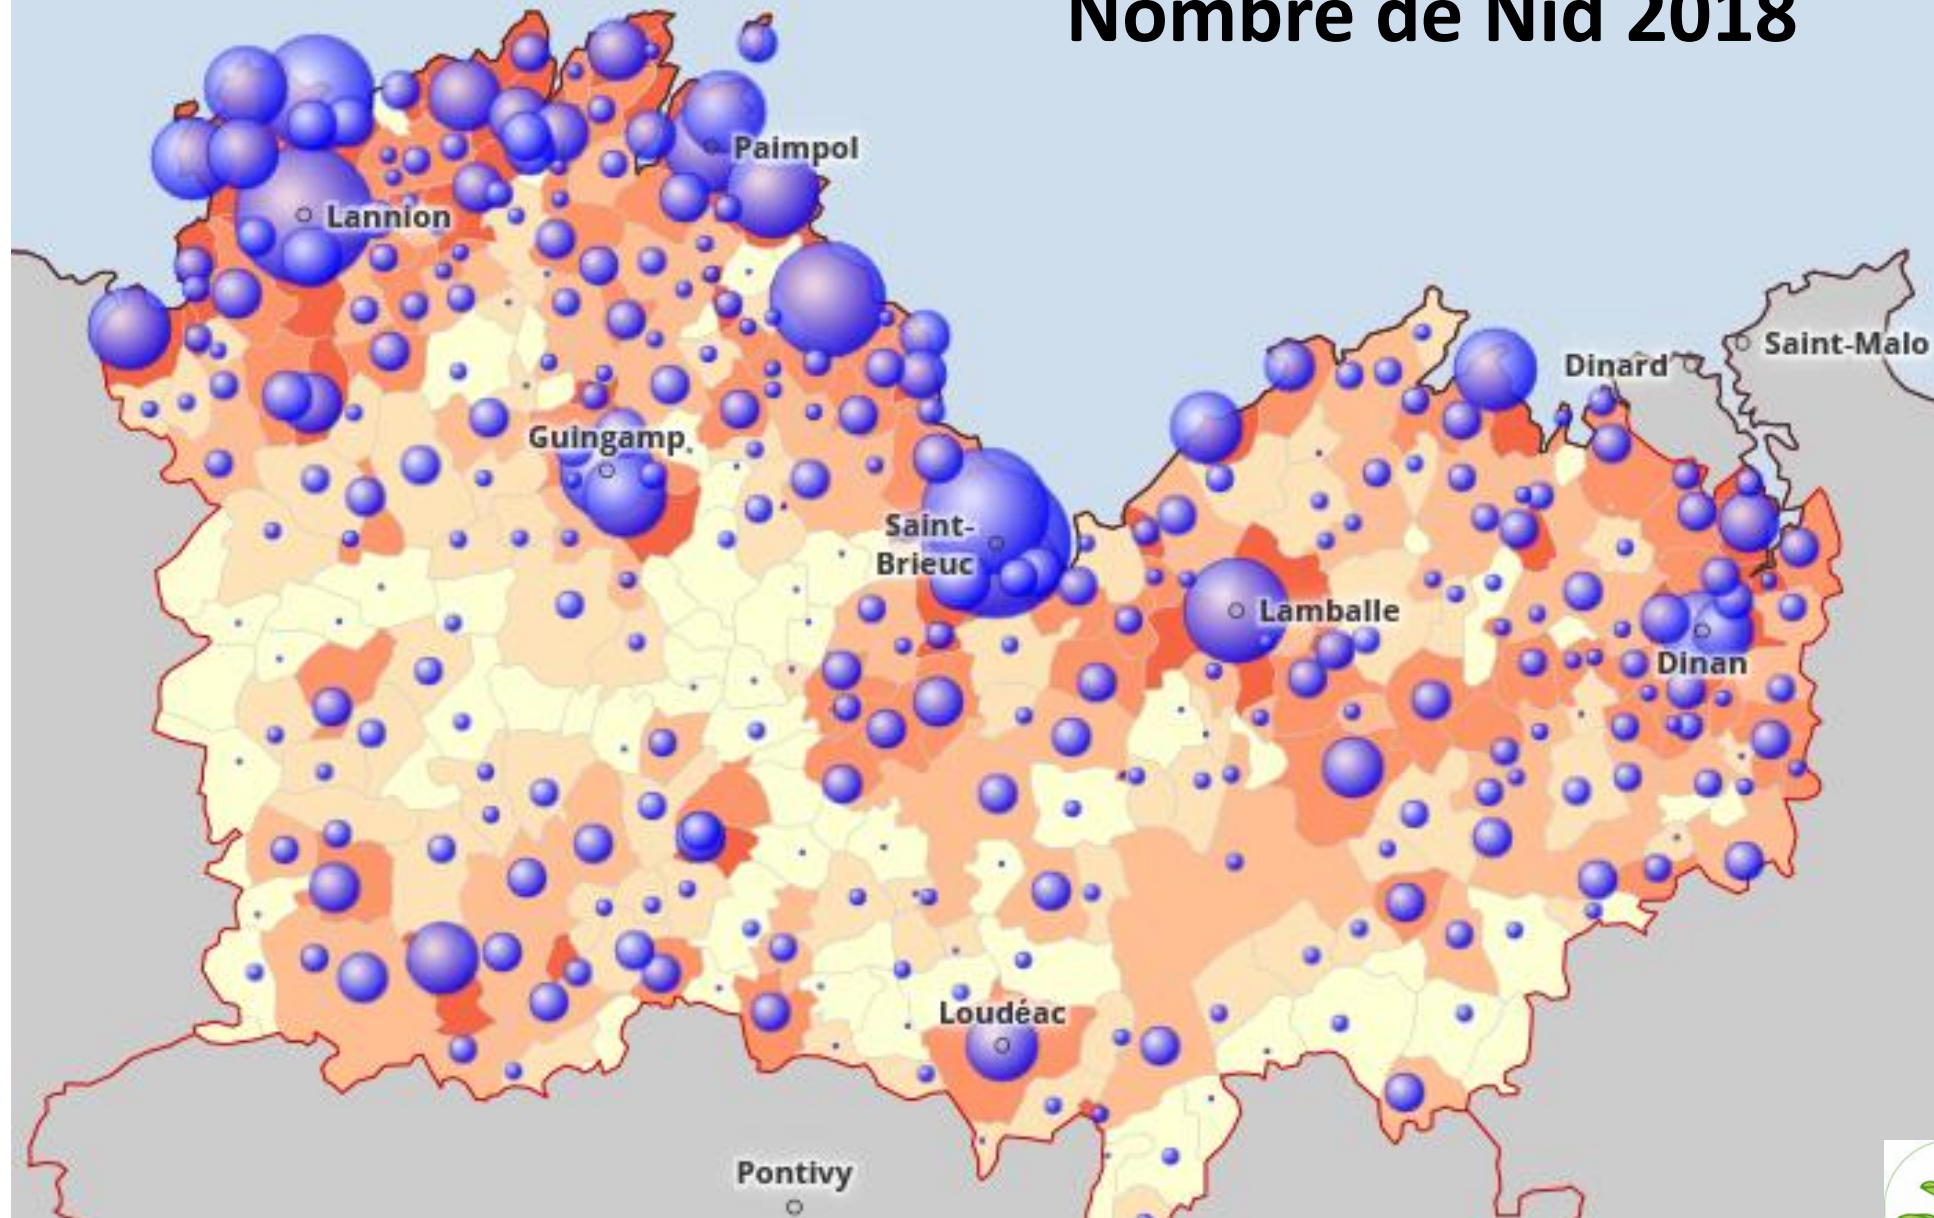 Nombre de Nid 2018
Paimpol
Lannion
Saint-Malo
Dinard
Guingamp
Saint-
Brieuc
Lamballe
Dinan
Loudéac
Pontivy